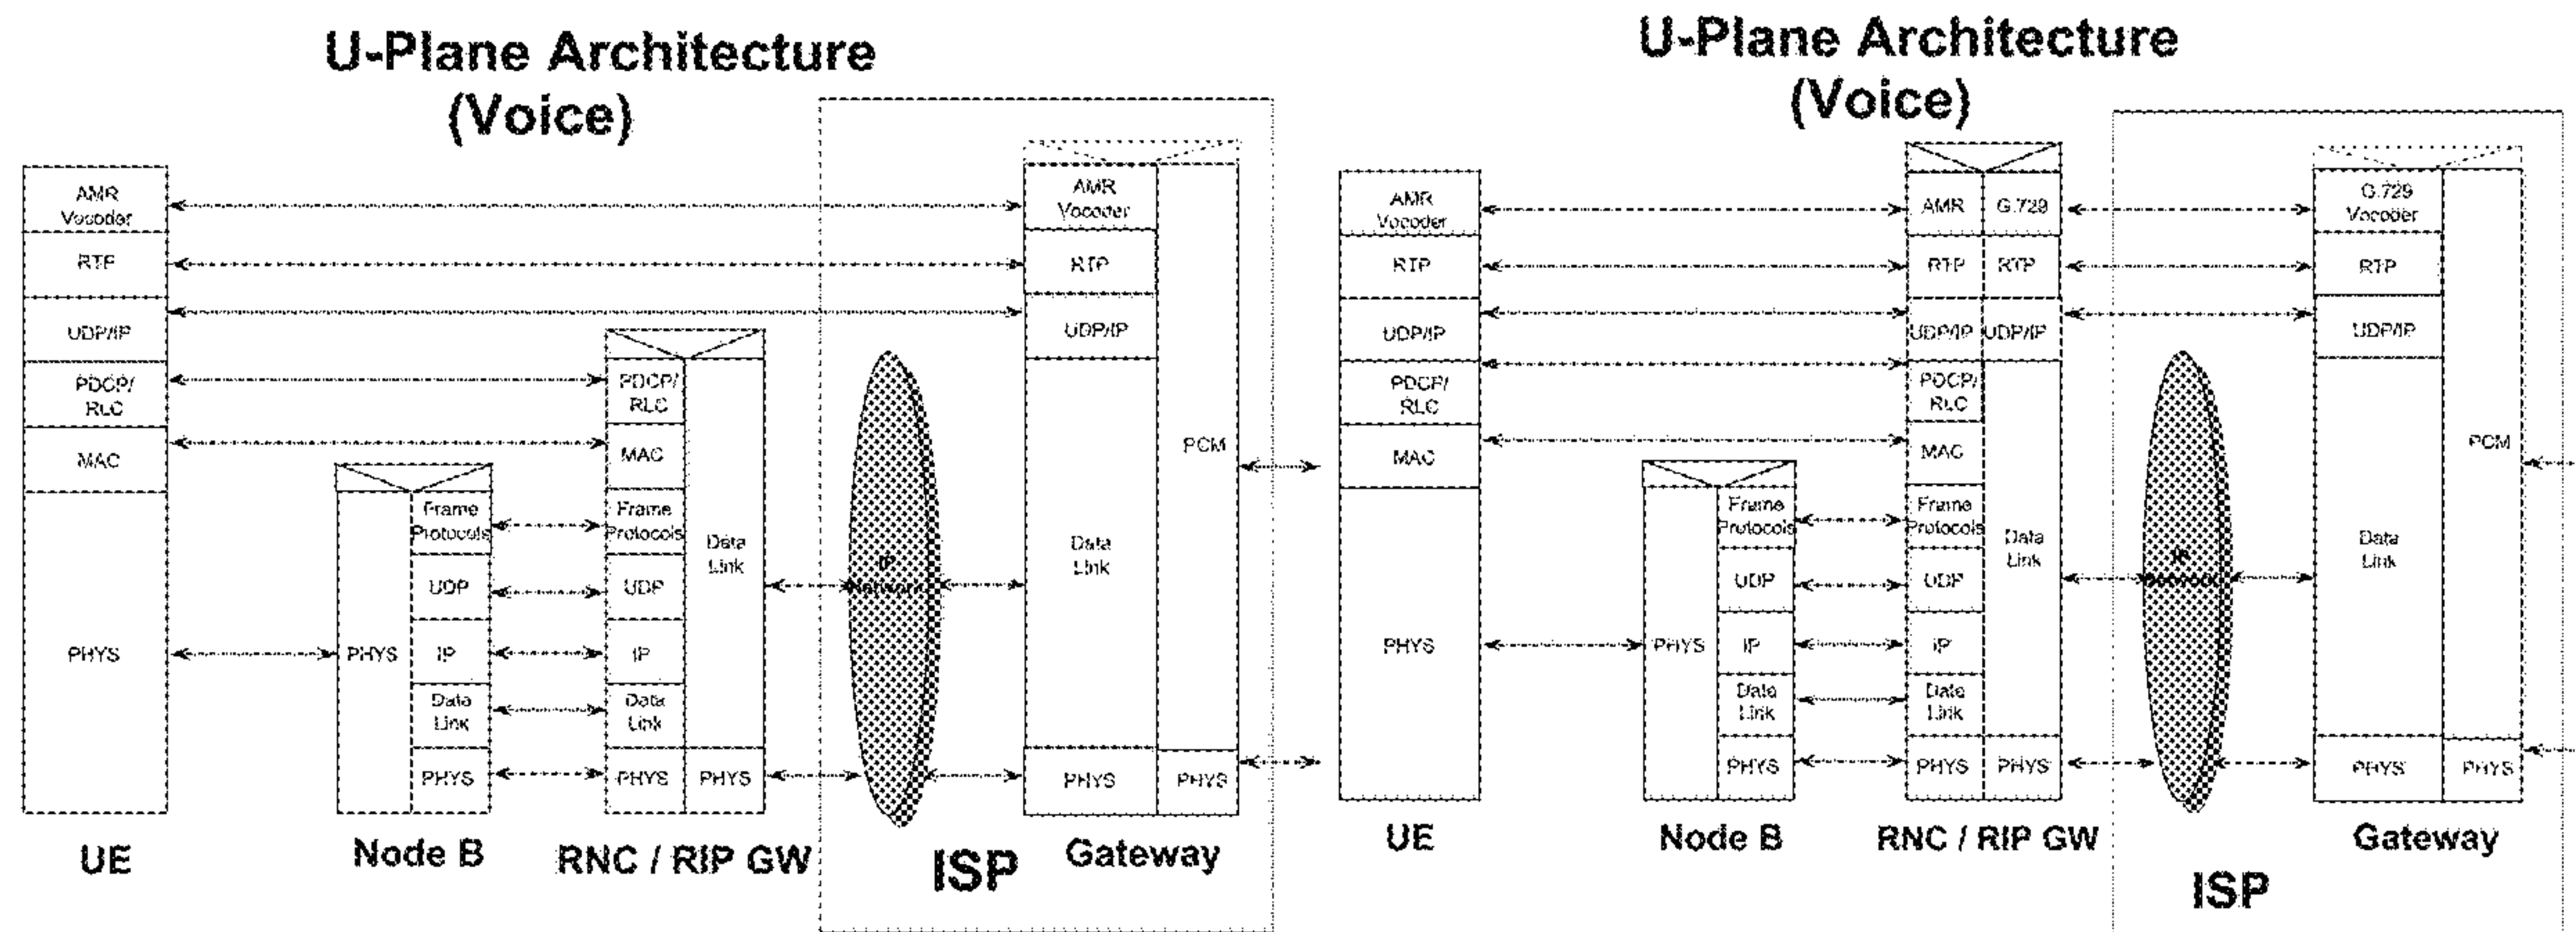 U-Plane Architecture
(Voice)
AMR
Vocoder
RTP
UDP/IP
PDCP/
RLC
MAC
PHYS
UE
PHYS
Frame
Protocols
UDP
IP
Data
Link
PHYS
Node B
PDCP/
RLC
MAC
Frame
Protocols
UDP
IP
Data
Link
PHYS
Data
Link
PHYS
RNC / RIP GW
IP
Network
ISP
AMR
Vocoder
RTP
UDP/IP
Data
Link
PHYS
PCM
PHYS
Gateway
U-Plane Architecture
(Voice)
AMR
Vocoder
RTP
UDP/IP
PDCP/
RLC
MAC
PHYS
UE
PHYS
Frame
Protocols
UDP
IP
Data
Link
PHYS
Node B
AMR
RTP
UDP/IP
PDCP/
RLC
MAC
Frame
Protocols
UDP
IP
Data
Link
PHYS
G.729
RTP
UDP/IP
Data
Link
PHYS
RNC / RIP GW
IP
ISP
G.729
Vocoder
RTP
UDP/IP
Data
Link
PHYS
PCM
PHYS
Gateway